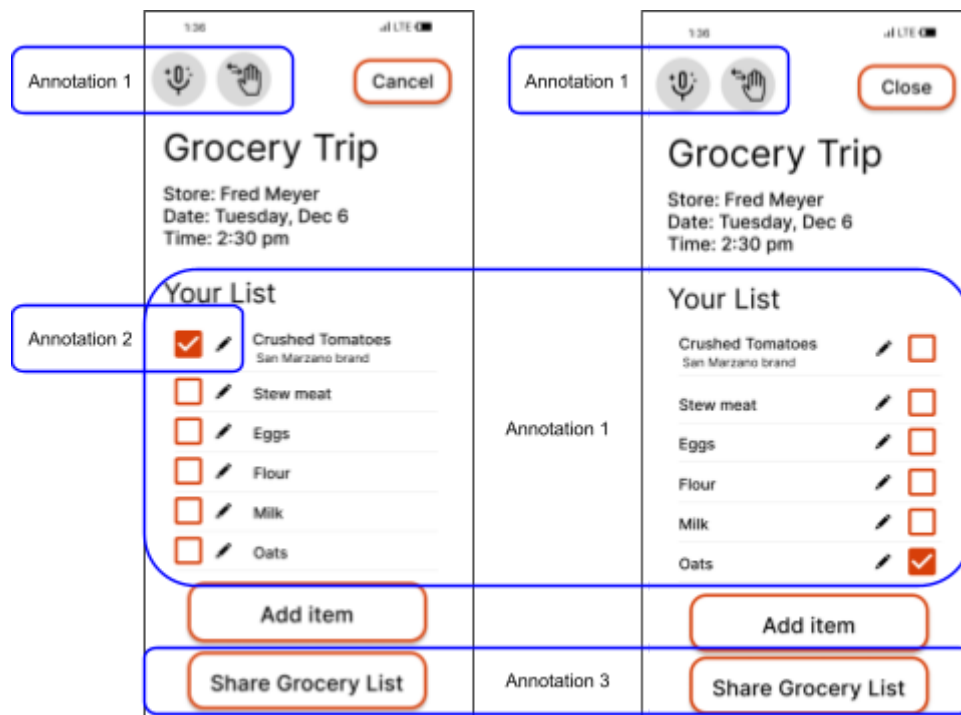 1:36
LTE
1:36
LTE
Annotation 1
Cancel
Annotation 1
Close
Grocery Trip
Store: Fred Meyer
Date: Tuesday, Dec 6
Time: 2:30 pm
Grocery Trip
Store: Fred Meyer
Date: Tuesday, Dec 6
Time: 2:30 pm
Your List
Annotation 2
Crushed Tomatoes
San Marzano brand
Stew meat
Eggs
Flour
Milk
Oats
Annotation 1
Your List
Crushed Tomatoes
San Marzano brand
Stew meat
Eggs
Flour
Milk
Oats
Add item
Share Grocery List
Annotation 3
Add item
Share Grocery List